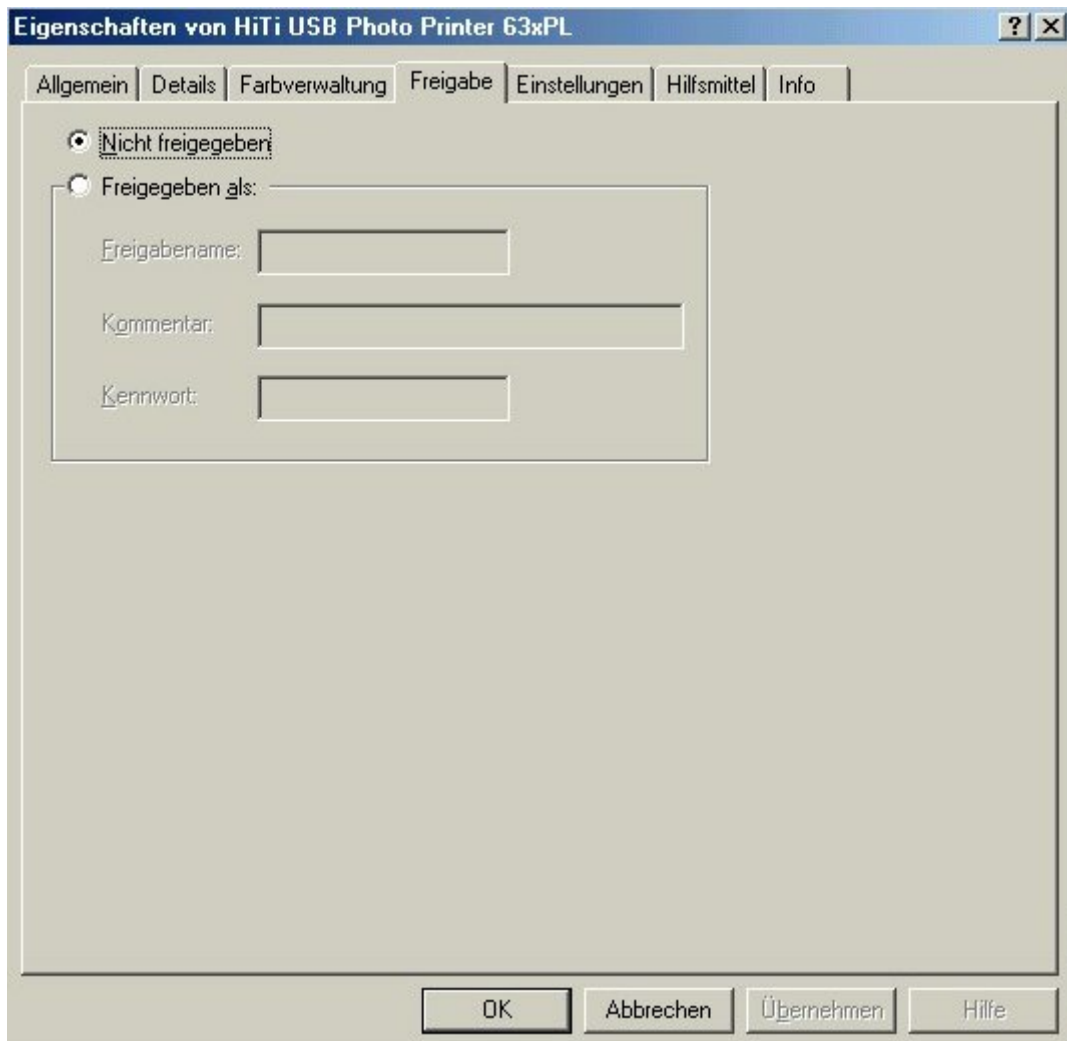 Eigenschaften von HiTi USB Photo Printer 63xPL
Allgemein Details Farbverwaltung Freigabe Einstellungen Hilfsmittel Info
Nicht freigegeben
Freigegeben als:
Freigabename:
Kommentar:
Kennwort:
OK Abbrechen Übernehmen Hilfe